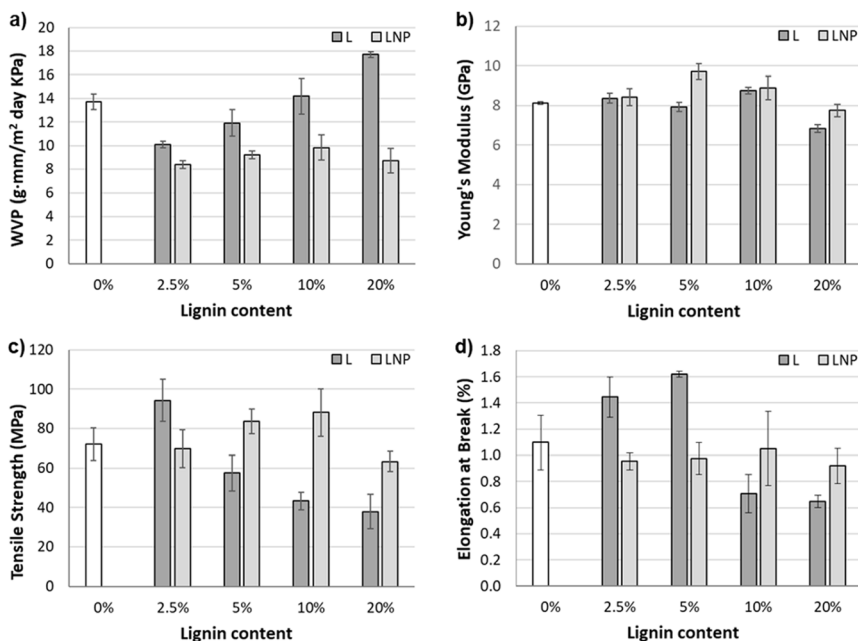 a)
WVP (g·mm/m² day KPa)
18
16
14
12
10
8
6
4
2
0
20
L LNP
0% 2.5% 5% 10% 20%
Lignin content
b)
Young's Modulus (GPa)
12
10
8
6
4
2
0
L LNP
0% 2.5% 5% 10% 20%
Lignin content
c)
Tensile Strength (MPa)
120
100
80
60
40
20
0
L LNP
0% 2.5% 5% 10% 20%
Lignin content
d)
Elongation at Break (%)
1.8
1.6
1.4
1.2
1.0
0.8
0.6
0.4
0.2
0.0
L LNP
0% 2.5% 5% 10% 20%
Lignin content